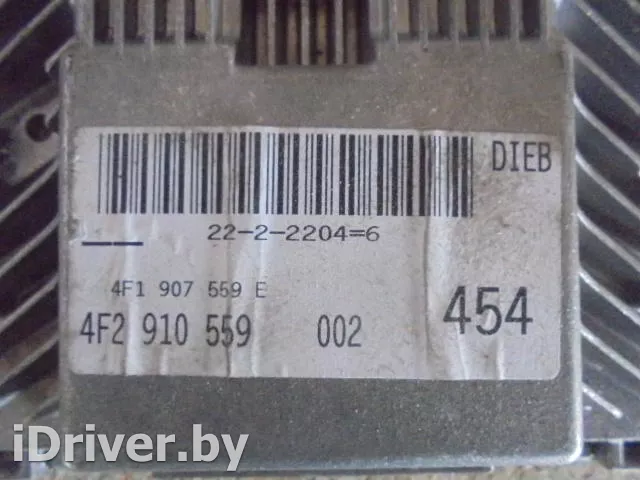 DIEB
22-2-2204=6
4F1 907 559 E
4F2 910 559 002 454
iDriver.by